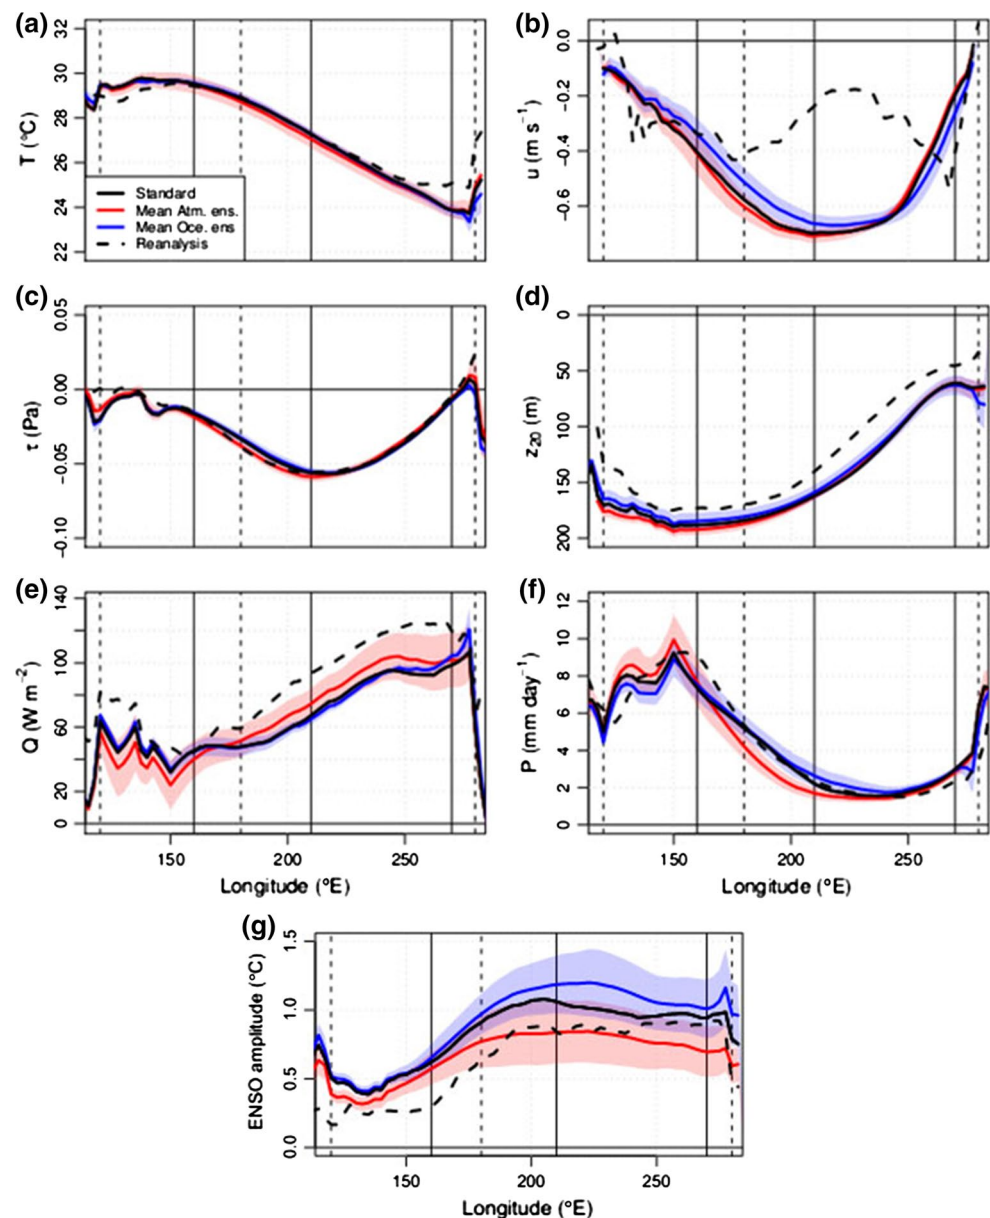 (a)
T (°C)
32
30
28
26
24
22
Standard
Mean Atm. ens.
Mean Oce. ens
Reanalysis
(b)
u (m s⁻¹)
0.0
−0.2
−0.4
−0.6
(c)
τ (Pa)
0.05
0.00
−0.05
−0.10
(d)
z₂₀ (m)
0
50
100
150
200
(e)
Q (W m⁻²)
140
100
60
20
0
150 200 250
Longitude (°E)
(f)
P (mm day⁻¹)
12
10
8
6
4
2
0
150 200 250
Longitude (°E)
(g)
ENSO amplitude (°C)
1.5
1.0
0.5
0.0
150 200 250
Longitude (°E)